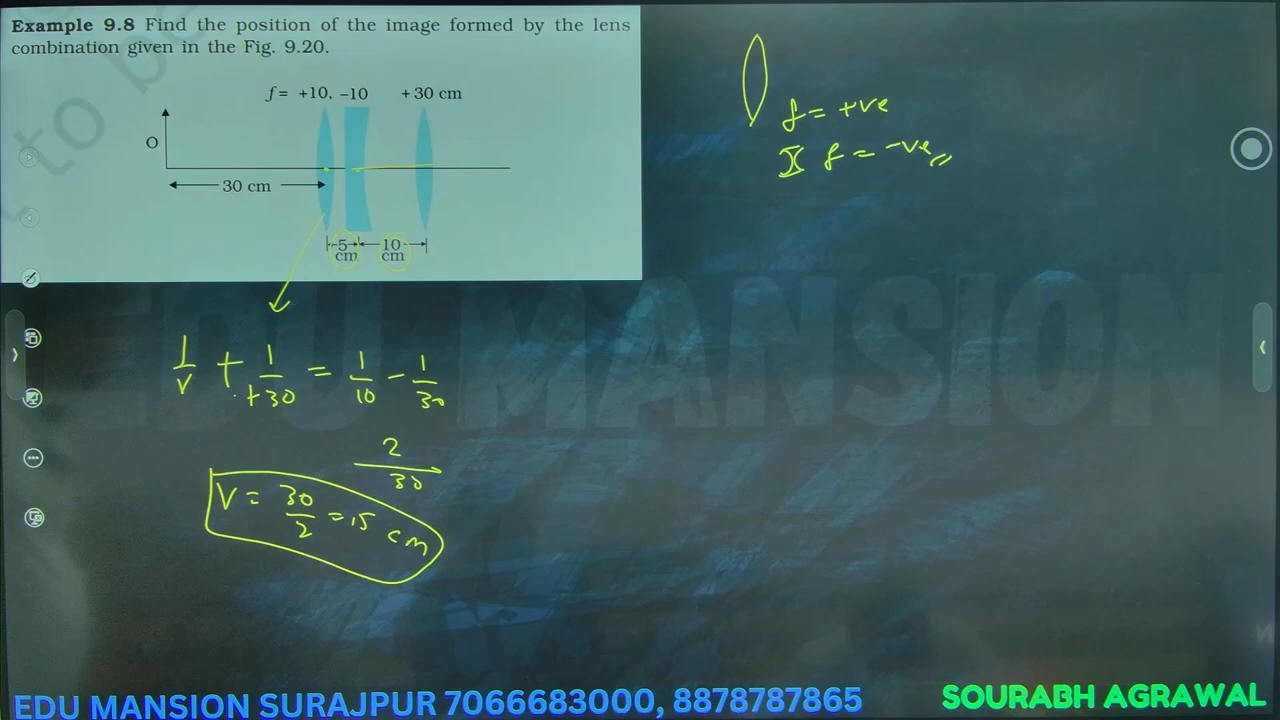 Example 9.8 Find the position of the image formed by the lens
combination given in the Fig. 9.20.
f = +10, −10 +30 cm
O
30 cm
5 cm
10 cm
f = +ve
f = -ve
1/v + 1/+30 = 1/10 - 1/30
2/30
V = 30/2 = 15 cm
EDU MANSION
EDU MANSION SURAJPUR 7066683000, 8878787865
SOURABH AGRAWAL